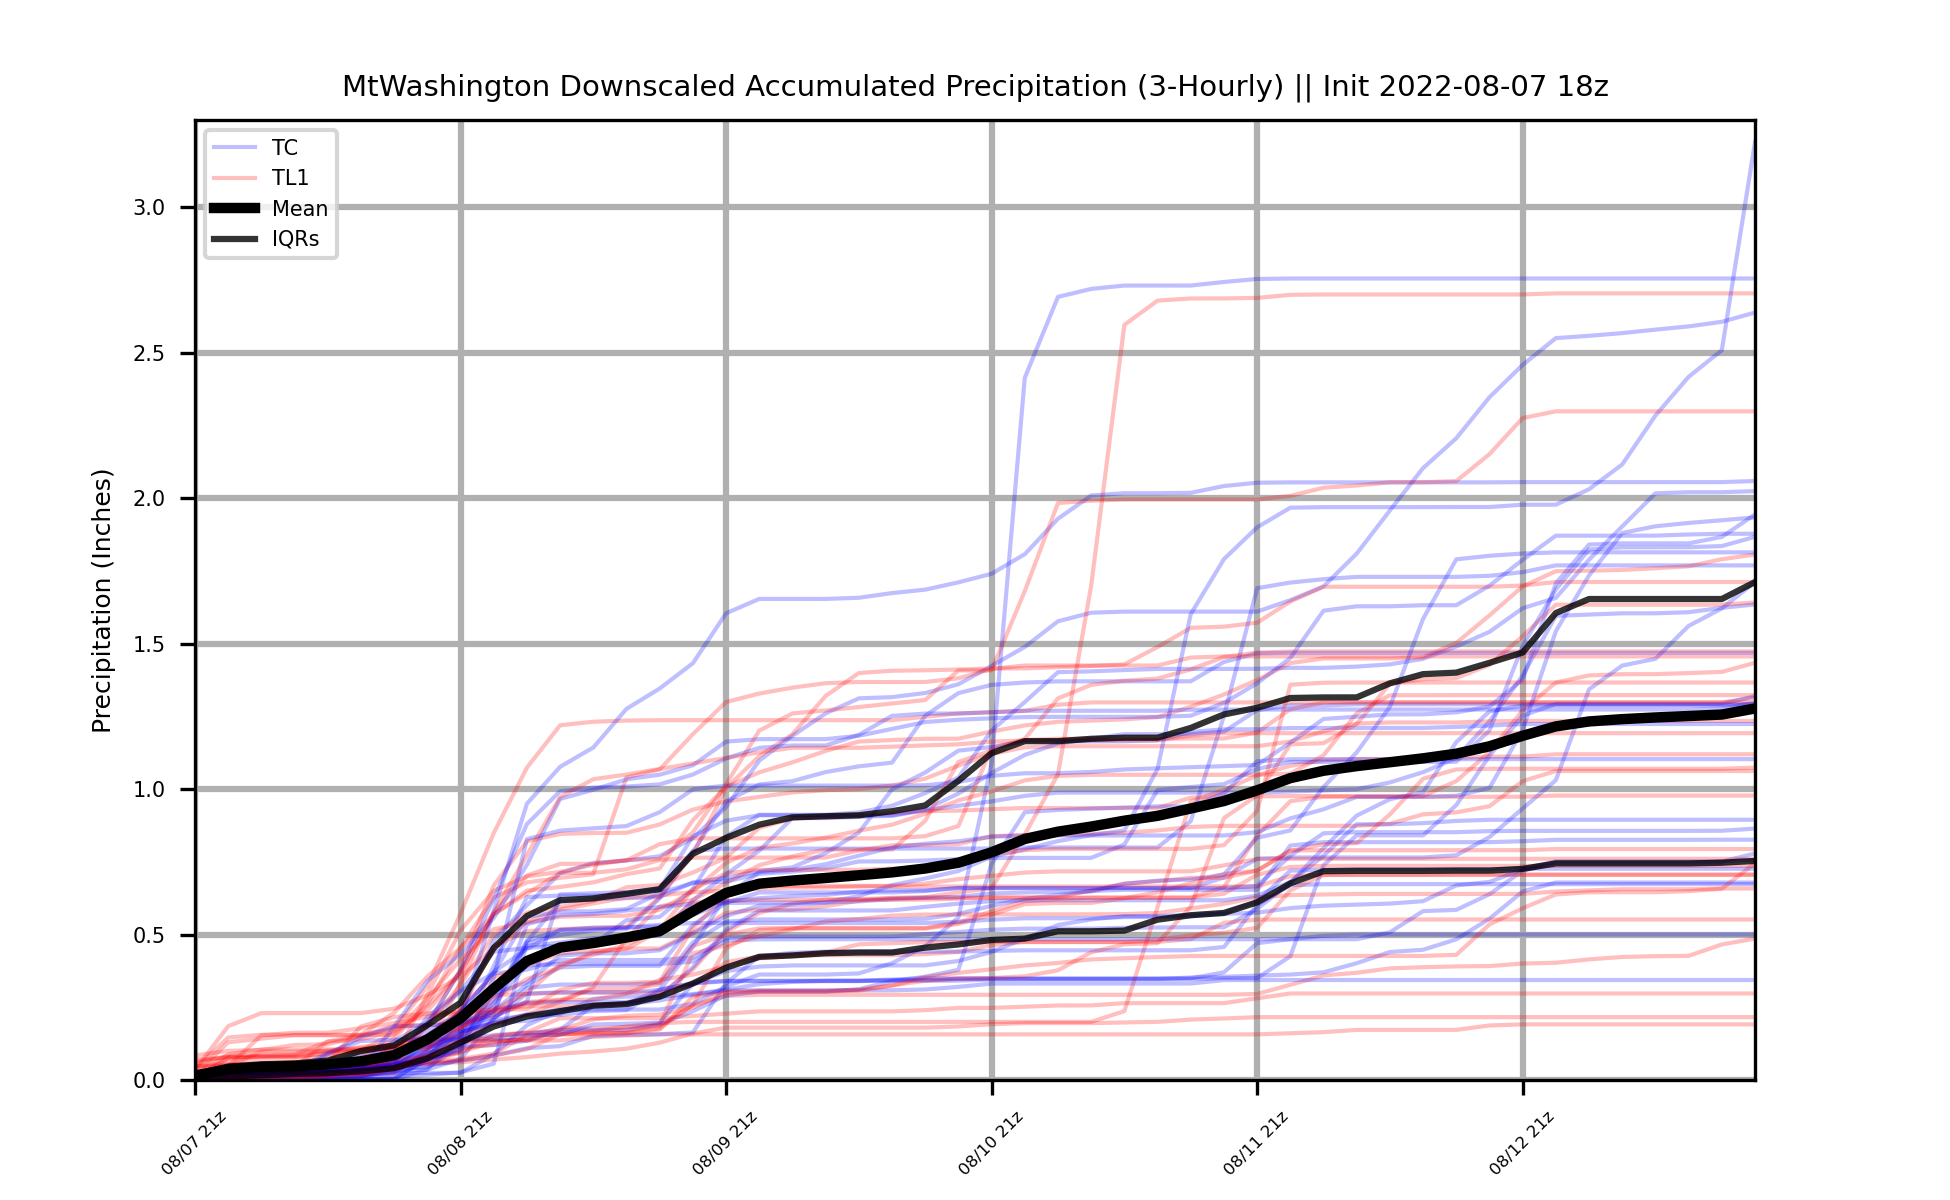 MtWashington Downscaled Accumulated Precipitation (3-Hourly) || Init 2022-08-07 18z
TC
TL1
Mean
IQRs
Precipitation (Inches)
3.0
2.5
2.0
1.5
1.0
0.5
0.0
08/07 21z
08/08 21z
08/09 21z
08/10 21z
08/11 21z
08/12 21z